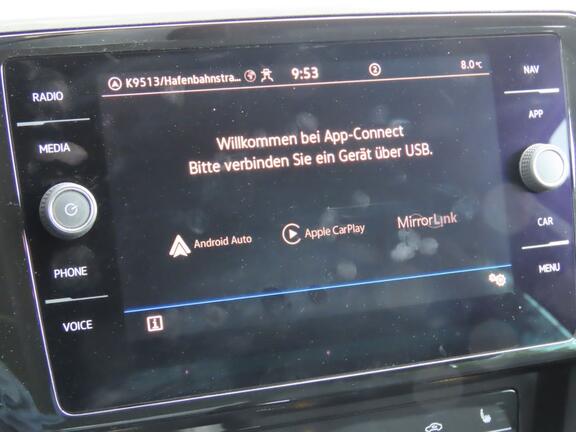 K9513/Hafenbahnstra... 9:53 2 8.0°C
RADIO
MEDIA
PHONE
VOICE
Willkommen bei App-Connect
Bitte verbinden Sie ein Gerät über USB.
Android Auto Apple CarPlay MirrorLink
i
NAV
APP
CAR
MENU